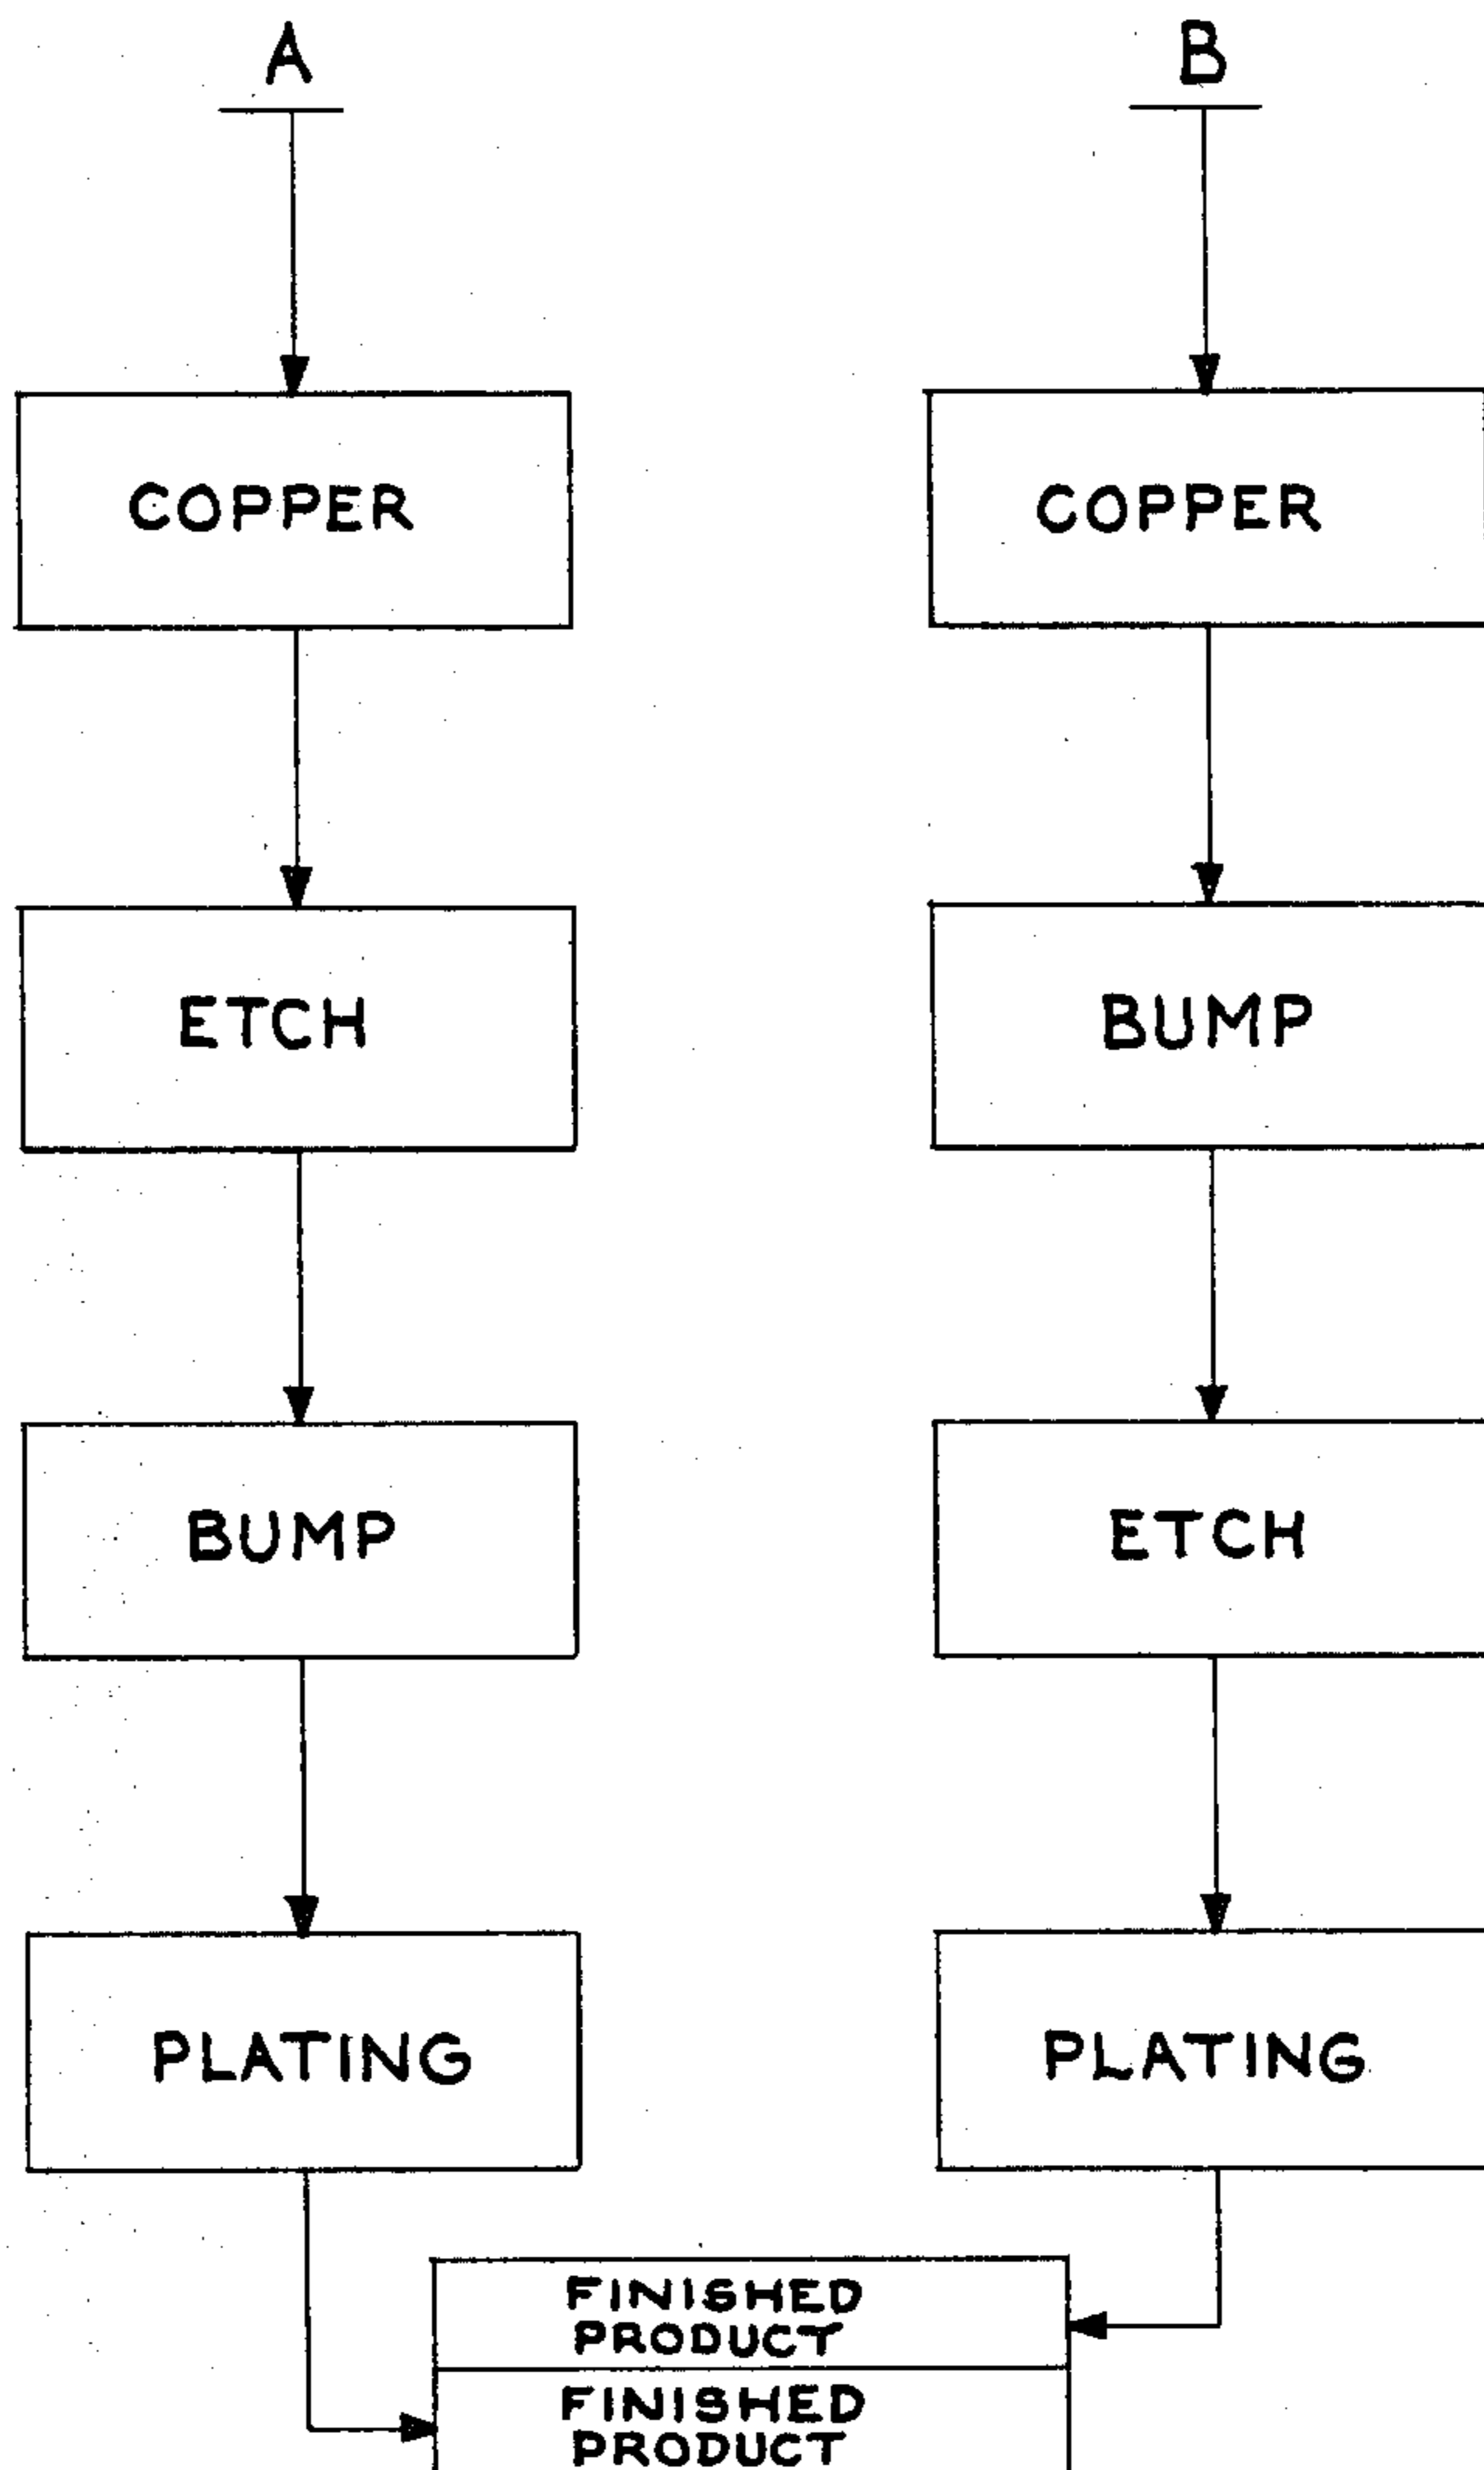 A
COPPER
ETCH
BUMP
PLATING
B
COPPER
BUMP
ETCH
PLATING
FINISHED
PRODUCT
FINISHED
PRODUCT